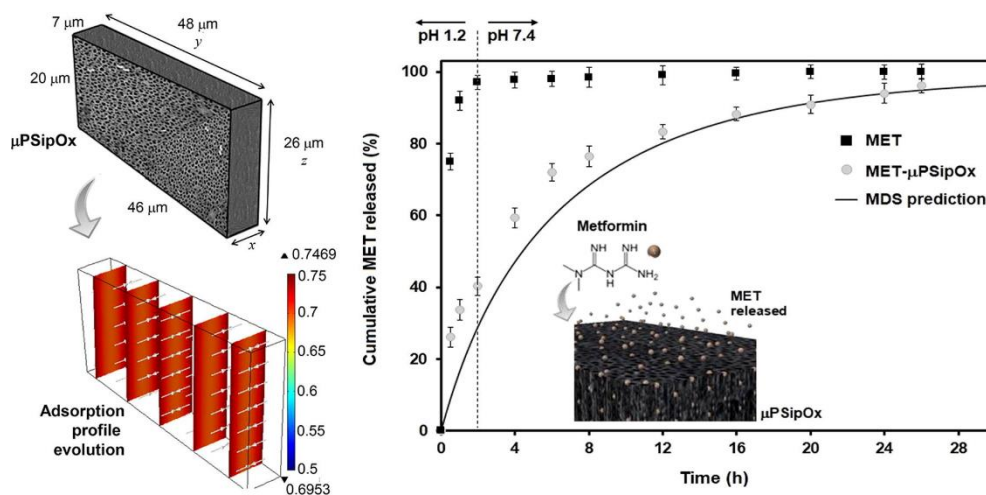 7 µm
48 µm
y
20 µm
µPSipOx
26 µm
z
46 µm
x
▲ 0.7469
0.75
0.7
0.65
0.6
0.55
0.5
▼ 0.6953
Adsorption
profile
evolution
pH 1.2
pH 7.4
Cumulative MET released (%)
100
80
60
40
20
0
MET
MET-µPSipOx
MDS prediction
Metformin
NH NH
N N NH2
H
MET
released
µPSipOx
0 4 8 12 16 20 24 28
Time (h)